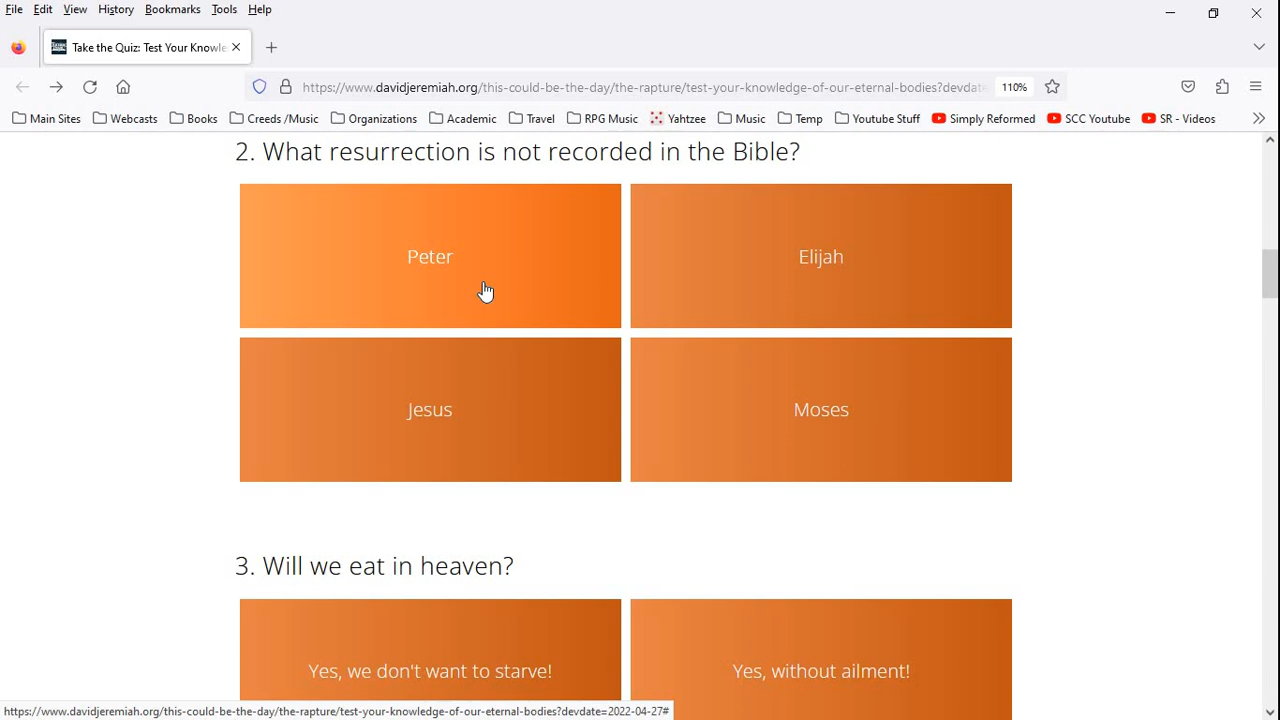 File Edit View History Bookmarks Tools Help
Take the Quiz: Test Your Knowle
https://www.davidjeremiah.org/this-could-be-the-day/the-rapture/test-your-knowledge-of-our-eternal-bodies?devdate 110%
Main Sites Webcasts Books Creeds /Music Organizations Academic Travel RPG Music Yahtzee Music Temp Youtube Stuff Simply Reformed SCC Youtube SR - Videos
2. What resurrection is not recorded in the Bible?
Peter Elijah
Jesus Moses
3. Will we eat in heaven?
Yes, we don't want to starve! Yes, without ailment!
https://www.davidjeremiah.org/this-could-be-the-day/the-rapture/test-your-knowledge-of-our-eternal-bodies?devdate=2022-04-27#